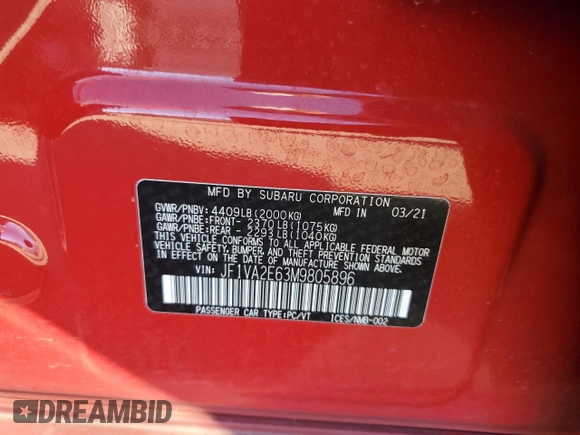 MFD BY SUBARU CORPORATION
GVWR/PNBV: 4409LB(2000KG) MFD IN 03/21
GAWR/PNBE:FRONT- 2370LB(1075KG)
GAWR/PNBE:REAR - 2293LB(1040KG)
THIS VEHICLE CONFORMS TO ALL APPLICABLE FEDERAL MOTOR
VEHICLE SAFETY, BUMPER, AND THEFT PREVENTION STANDARDS
IN EFFECT ON THE DATE OF MANUFACTURE SHOWN ABOVE.
VIN: JF1VA2E63M9805896
PASSENGER CAR TYPE:PC/VT ICES/NMB-002
DREAMBID